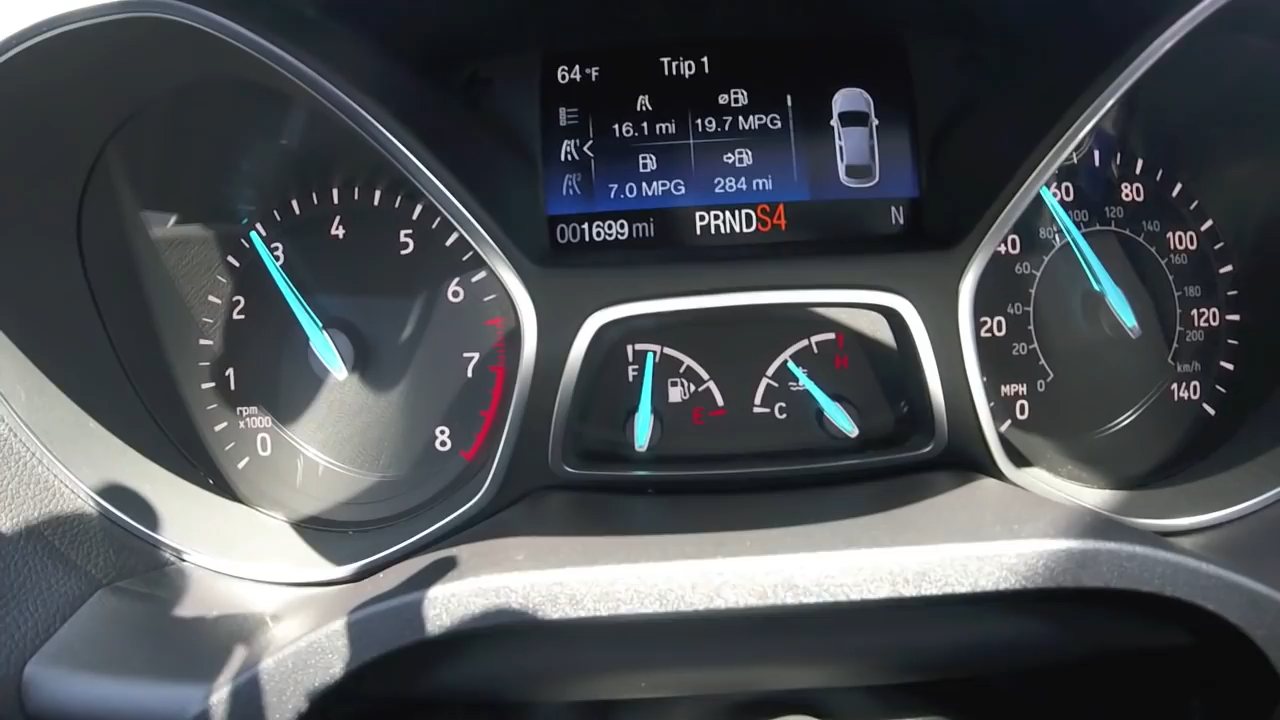 64°F Trip 1
16.1 mi 19.7 MPG
7.0 MPG 284 mi
001699 mi PRNDS4 N
0 1 2 3 4 5 6 7 8
rpm
x1000
F E
C H
0 20 40 60 80 100 120 140
MPH
0 20 40 60 80 100 120 140 160 180 200
km/h